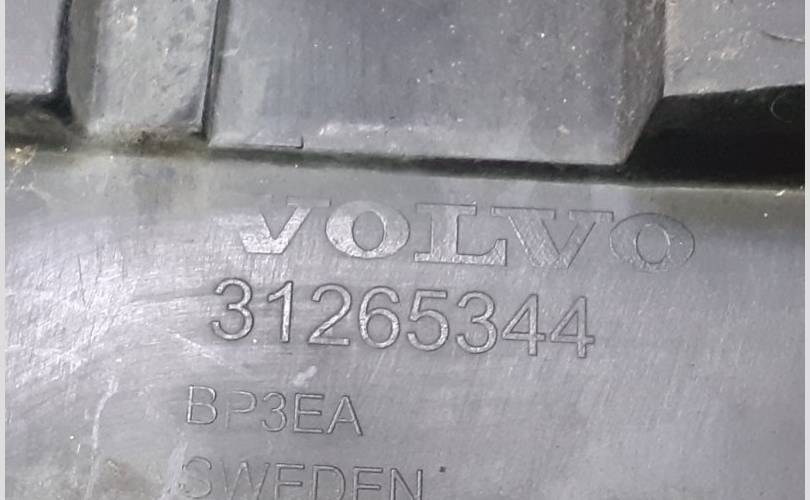 VOLVO
31265344
BP3EA
SWEDEN